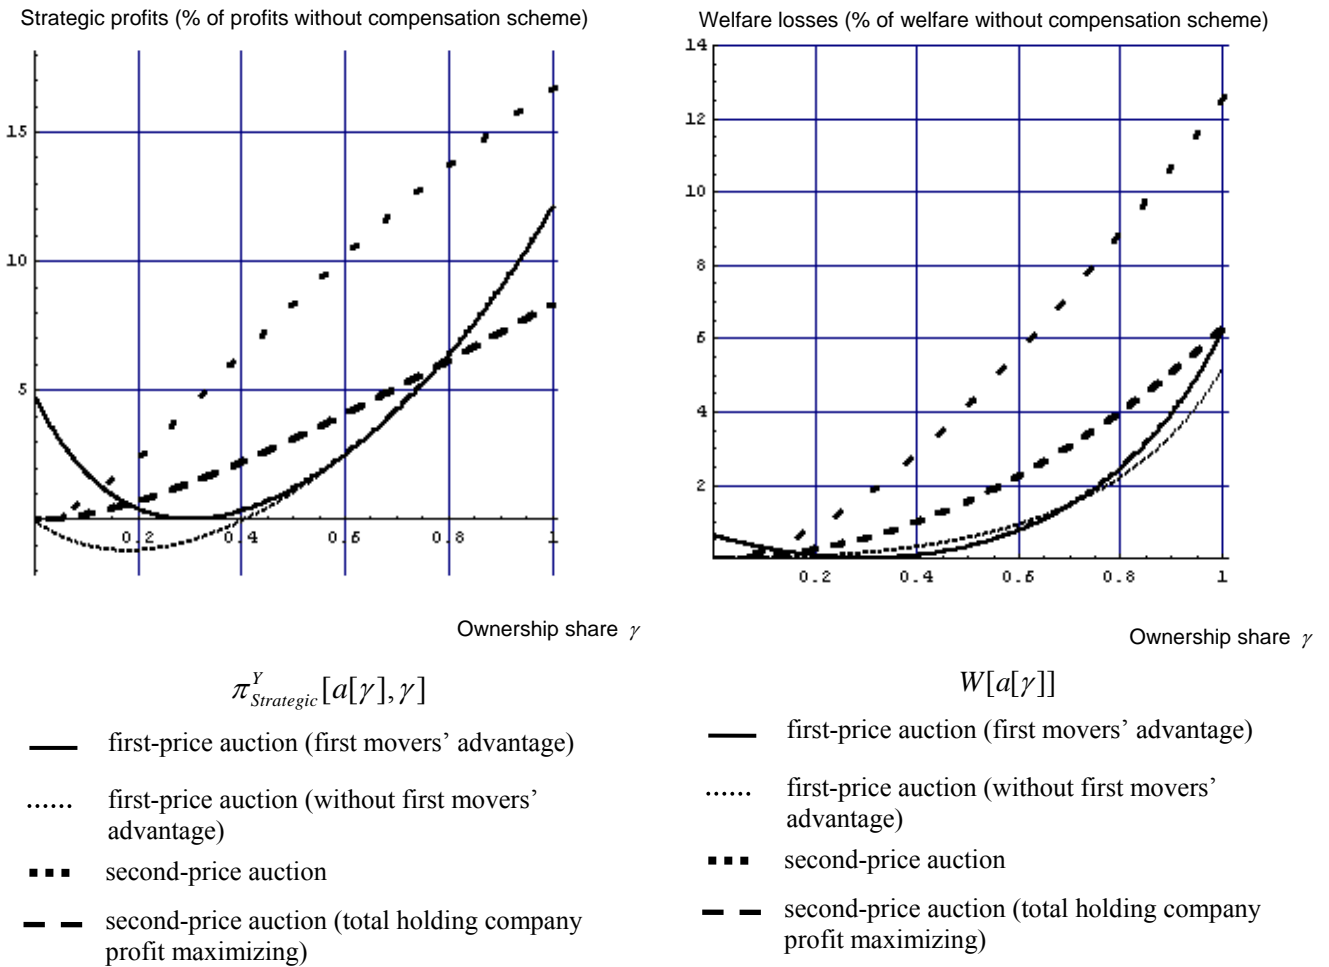 Strategic profits (% of profits without compensation scheme)
15
10
5
0.2 0.4 0.6 0.8 1
Ownership share γ
π^Y_Strategic [a[γ], γ]
first-price auction (first movers’ advantage)
first-price auction (without first movers’
advantage)
second-price auction
second-price auction (total holding company
profit maximizing)
Welfare losses (% of welfare without compensation scheme)
14
12
10
8
6
4
2
0.2 0.4 0.6 0.8 1
Ownership share γ
W[a[γ]]
first-price auction (first movers’ advantage)
first-price auction (without first movers’
advantage)
second-price auction
second-price auction (total holding company
profit maximizing)